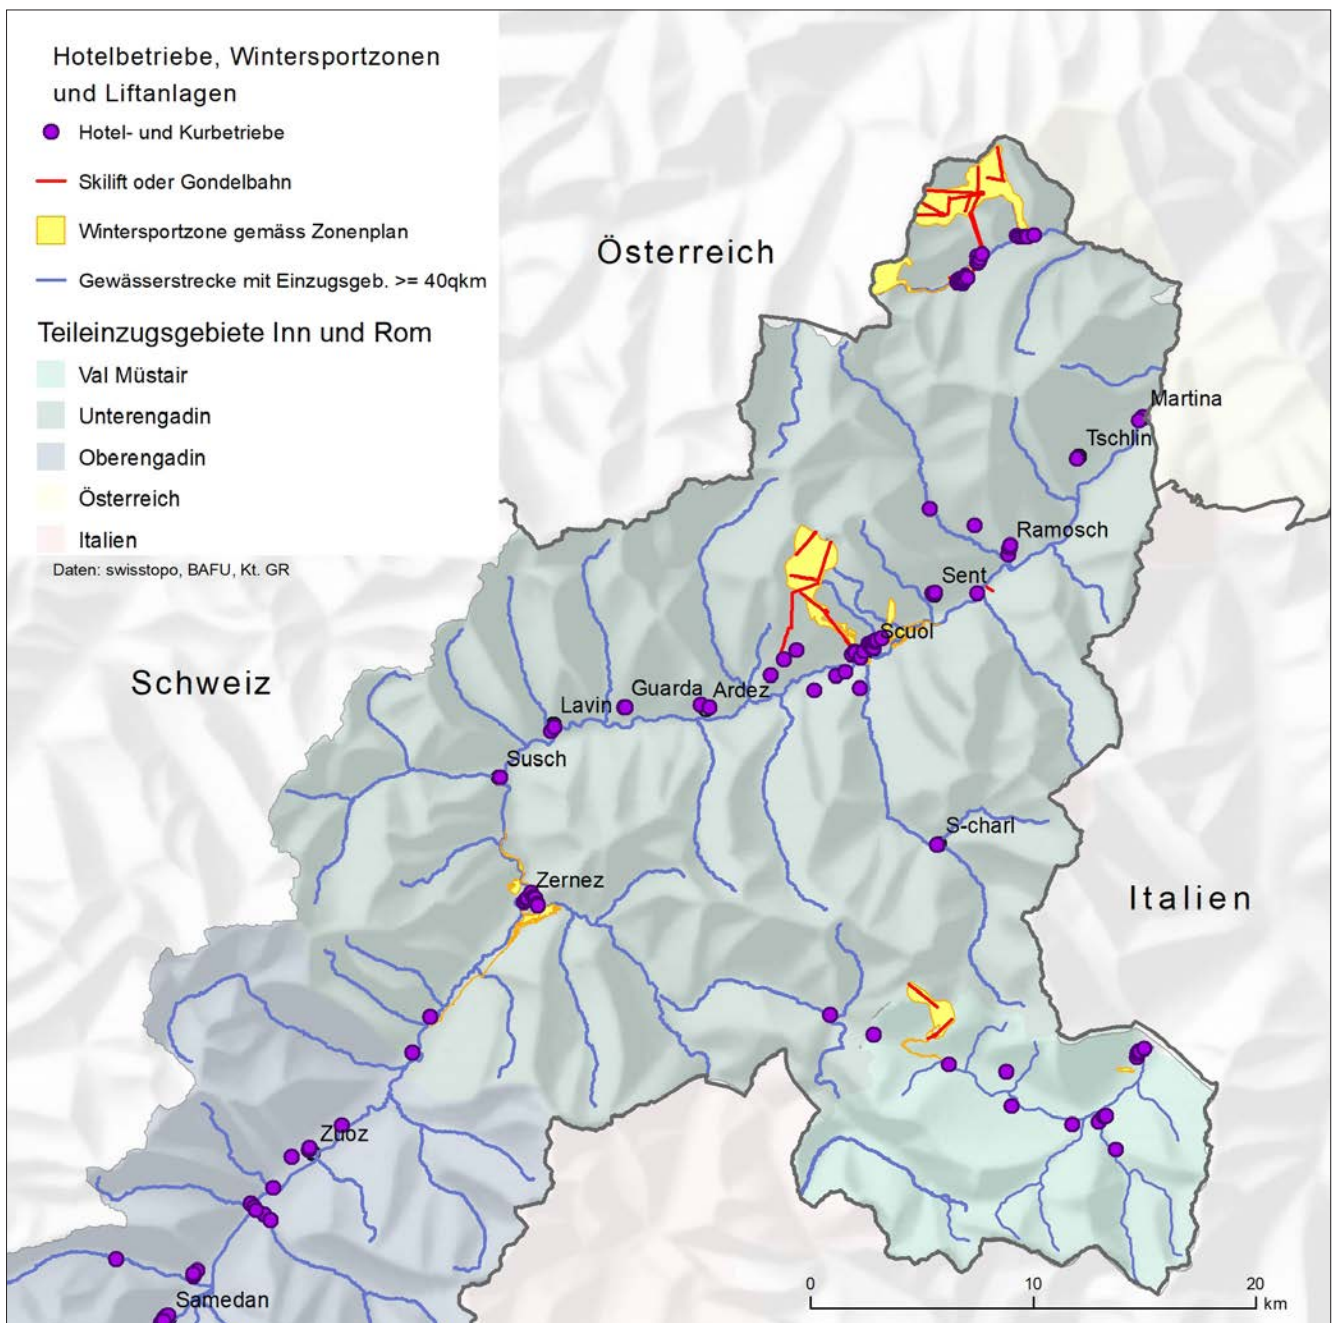 Hotelbetriebe, Wintersportzonen
und Liftanlagen
Hotel- und Kurbetriebe
Skilift oder Gondelbahn
Wintersportzone gemäss Zonenplan
Gewässerstrecke mit Einzugsgeb. >= 40qkm
Teileinzugsgebiete Inn und Rom
Val Müstair
Unterengadin
Oberengadin
Österreich
Italien
Daten: swisstopo, BAFU, Kt. GR
Österreich
Martina
Tschlin
Ramosch
Sent
Scuol
Schweiz
Guarda
Ardez
Lavin
Susch
S-charl
Zernez
Italien
Zuoz
Samedan
0 10 20
km